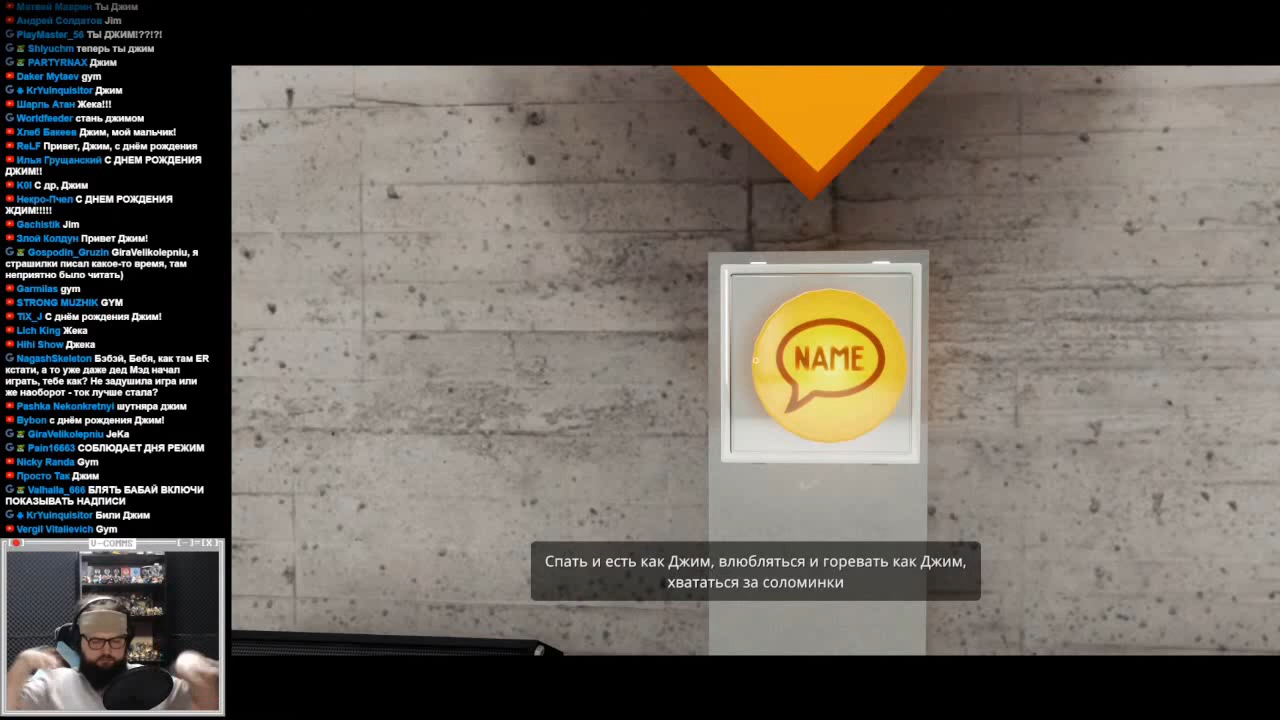 Матвей Маврин Ты Джим
Андрей Солдатов Jim
PlayMaster_56 ТЫ ДЖИМ!??!?!
Shlyuchm теперь ты джим
PARTYRNAX Джим
Daker Mytaev gym
KrYuInquisitor Джим
Шарль Атан Жека!!!
Worldfeeder стань джимом
Хлеб Бакеев Джим, мой мальчик!
ReLF Привет, Джим, с днём рождения
Илья Грущанский С ДНЕМ РОЖДЕНИЯ
ДЖИМ!!
K0I С др, Джим
Некро-Пчел С ДНЕМ РОЖДЕНИЯ
ЖДИМ!!!!!
Gachistik Jim
Злой Колдун Привет Джим!
Gospodin_Gruzin GiraVelikolepniu, я
страшилки писал какое-то время, там
неприятно было читать)
Garmilas gym
STRONG MUZHIK GYM
TiX_J С днём рождения Джим!
Lich King Жека
Hihi Show Джека
NagashSkeleton Бэбэй, Бебя, как там ER
кстати, а то уже даже дед Мэд начал
играть, тебе как? Не задушила игра или
же наоборот - ток лучше стала?
Pashka Nekonkretnyi шутняра джим
Bybon с днём рождения Джим!
GiraVelikolepniu JeKa
Pain16663 СОБЛЮДАЕТ ДНЯ РЕЖИМ
Nicky Randa Gym
Просто Так Джим
Valhalla_666 БЛЯТЬ БАБАЙ ВКЛЮЧИ
ПОКАЗЫВАТЬ НАДПИСИ
KrYuInquisitor Били Джим
Vergil Vitalievich Gym
V-COMMS
NAME
Спать и есть как Джим, влюбляться и горевать как Джим,
хвататься за соломинки